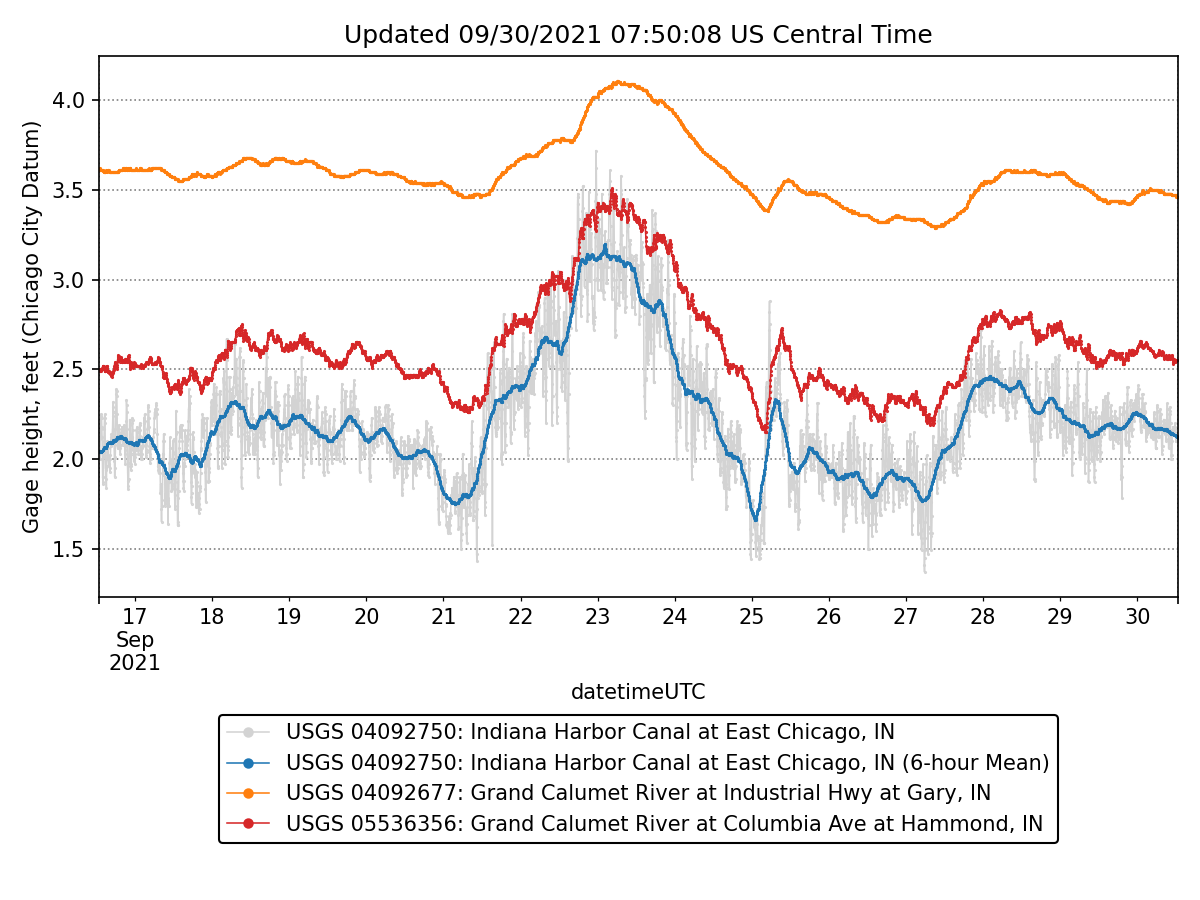 Updated 09/30/2021 07:50:08 US Central Time
Gage height, feet (Chicago City Datum)
4.0
3.5
3.0
2.5
2.0
1.5
17 18 19 20 21 22 23 24 25 26 27 28 29 30
Sep
2021
datetimeUTC
USGS 04092750: Indiana Harbor Canal at East Chicago, IN
USGS 04092750: Indiana Harbor Canal at East Chicago, IN (6-hour Mean)
USGS 04092677: Grand Calumet River at Industrial Hwy at Gary, IN
USGS 05536356: Grand Calumet River at Columbia Ave at Hammond, IN